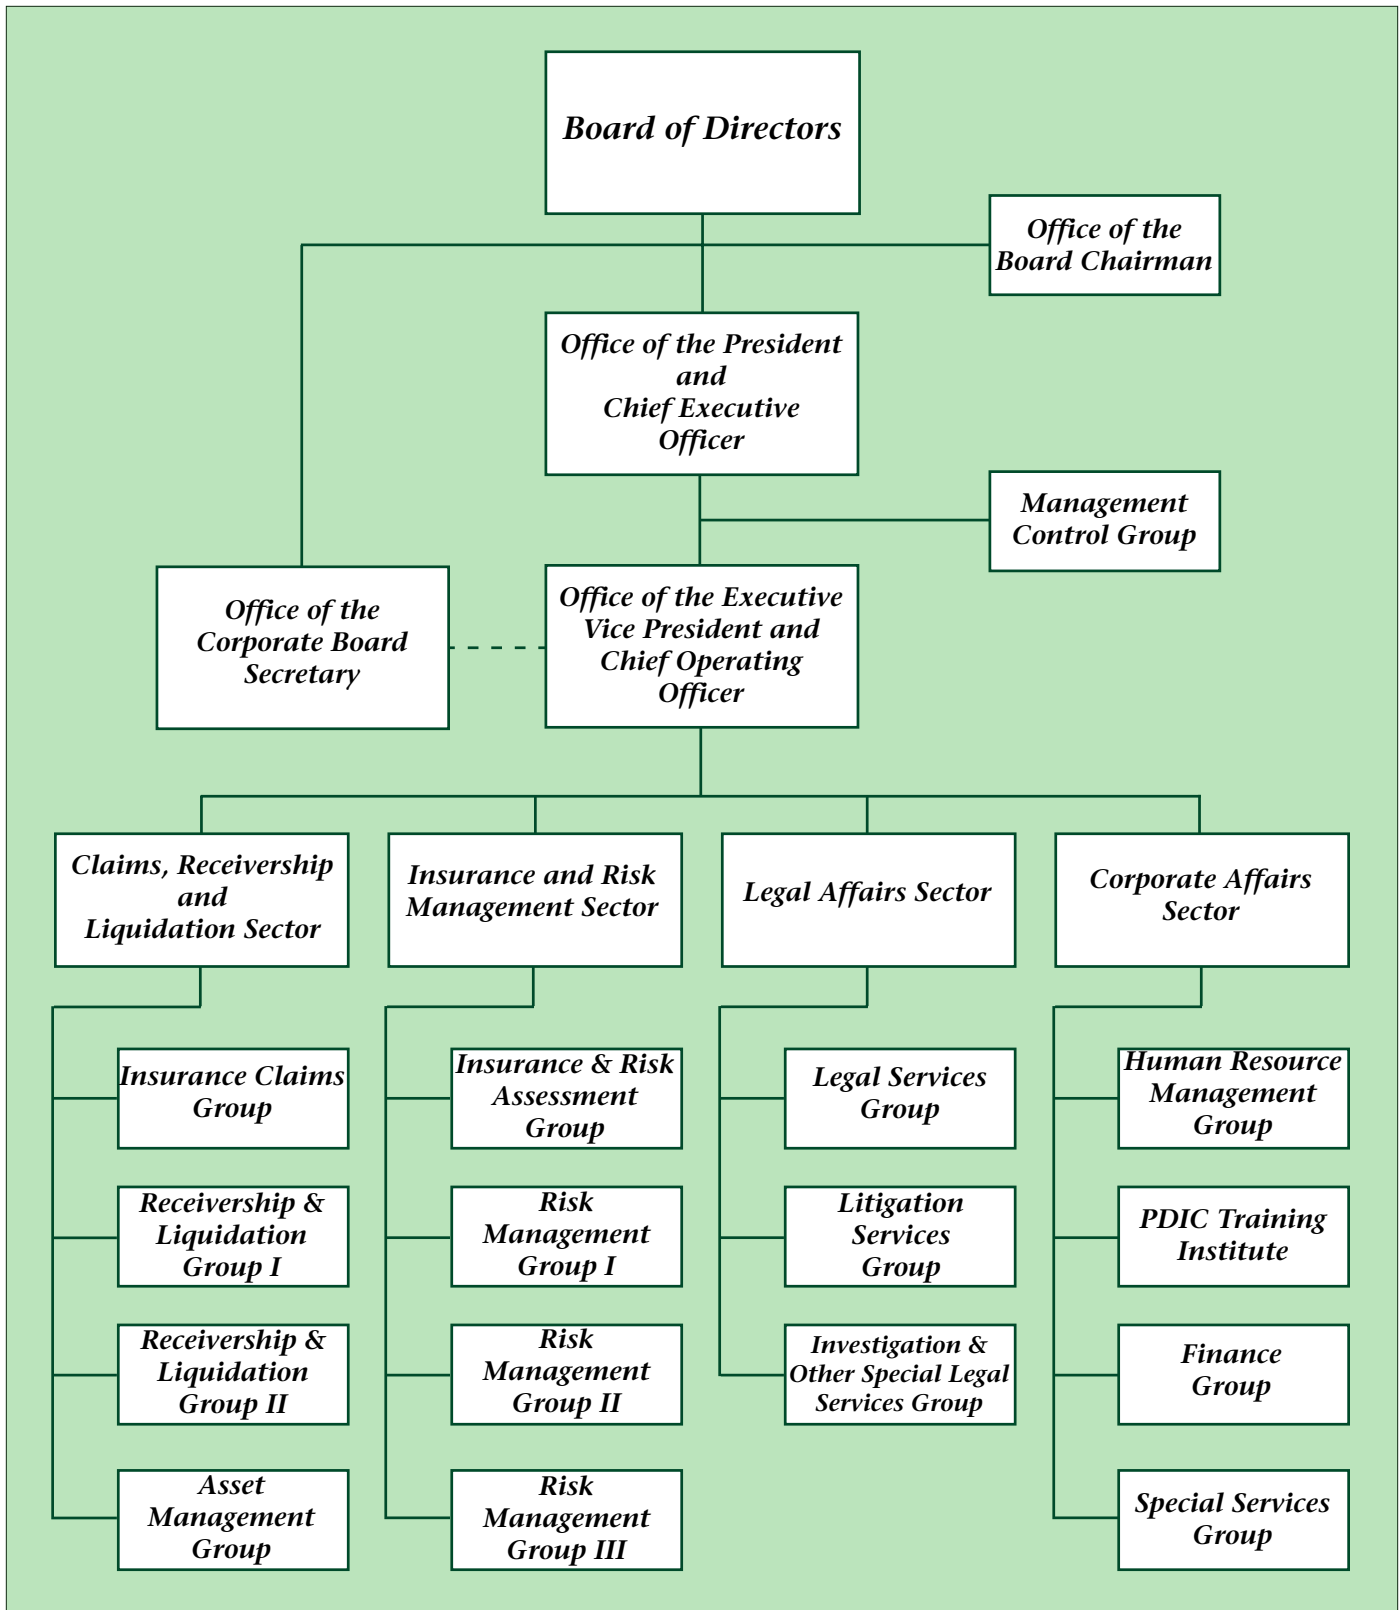 Board of Directors
Office of the
Board Chairman
Office of the President
and
Chief Executive
Officer
Management
Control Group
Office of the
Corporate Board
Secretary
Office of the Executive
Vice President and
Chief Operating
Officer
Claims, Receivership
and
Liquidation Sector
Insurance and Risk
Management Sector
Legal Affairs Sector
Corporate Affairs
Sector
Insurance Claims
Group
Receivership &
Liquidation
Group I
Receivership &
Liquidation
Group II
Asset
Management
Group
Insurance & Risk
Assessment
Group
Risk
Management
Group I
Risk
Management
Group II
Risk
Management
Group III
Legal Services
Group
Litigation
Services
Group
Investigation &
Other Special Legal
Services Group
Human Resource
Management
Group
PDIC Training
Institute
Finance
Group
Special Services
Group